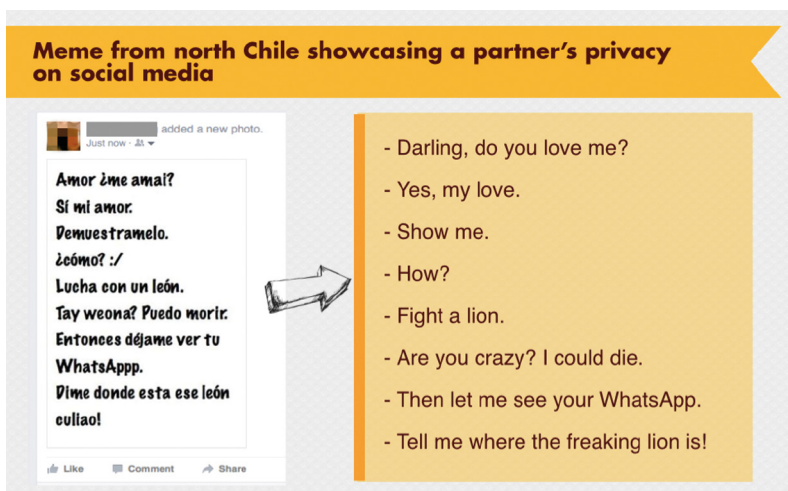 Meme from north Chile showcasing a partner's privacy
on social media
added a new photo.
Just now
Amor ¿me amai?
Sí mi amor.
Demuestramelo.
¿cómo? :/
Lucha con un león.
Tay weona? Puedo morir.
Entonces déjame ver tu
WhatsAppp.
Dime donde esta ese león
culiao!
Like Comment Share
- Darling, do you love me?
- Yes, my love.
- Show me.
- How?
- Fight a lion.
- Are you crazy? I could die.
- Then let me see your WhatsApp.
- Tell me where the freaking lion is!